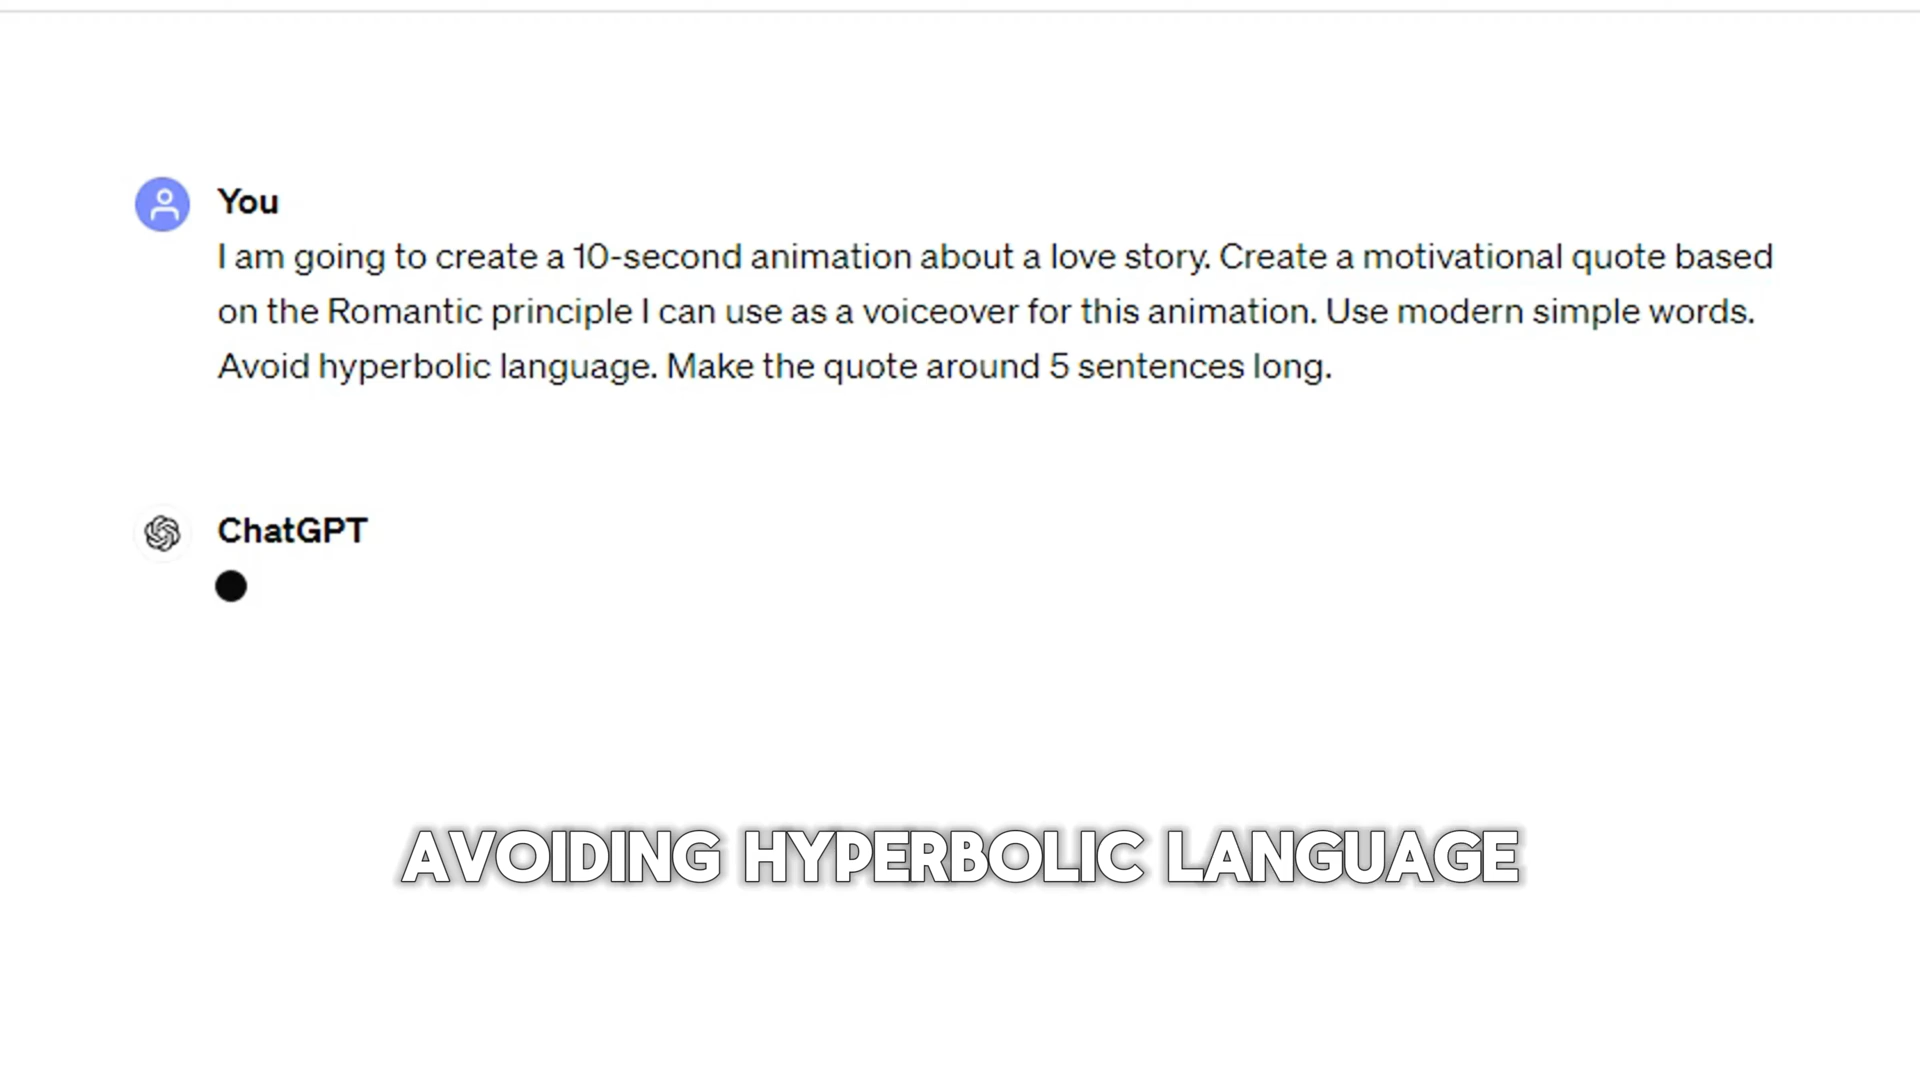 You
I am going to create a 10-second animation about a love story. Create a motivational quote based
on the Romantic principle I can use as a voiceover for this animation. Use modern simple words.
Avoid hyperbolic language. Make the quote around 5 sentences long.
ChatGPT
AVOIDING HYPERBOLIC LANGUAGE